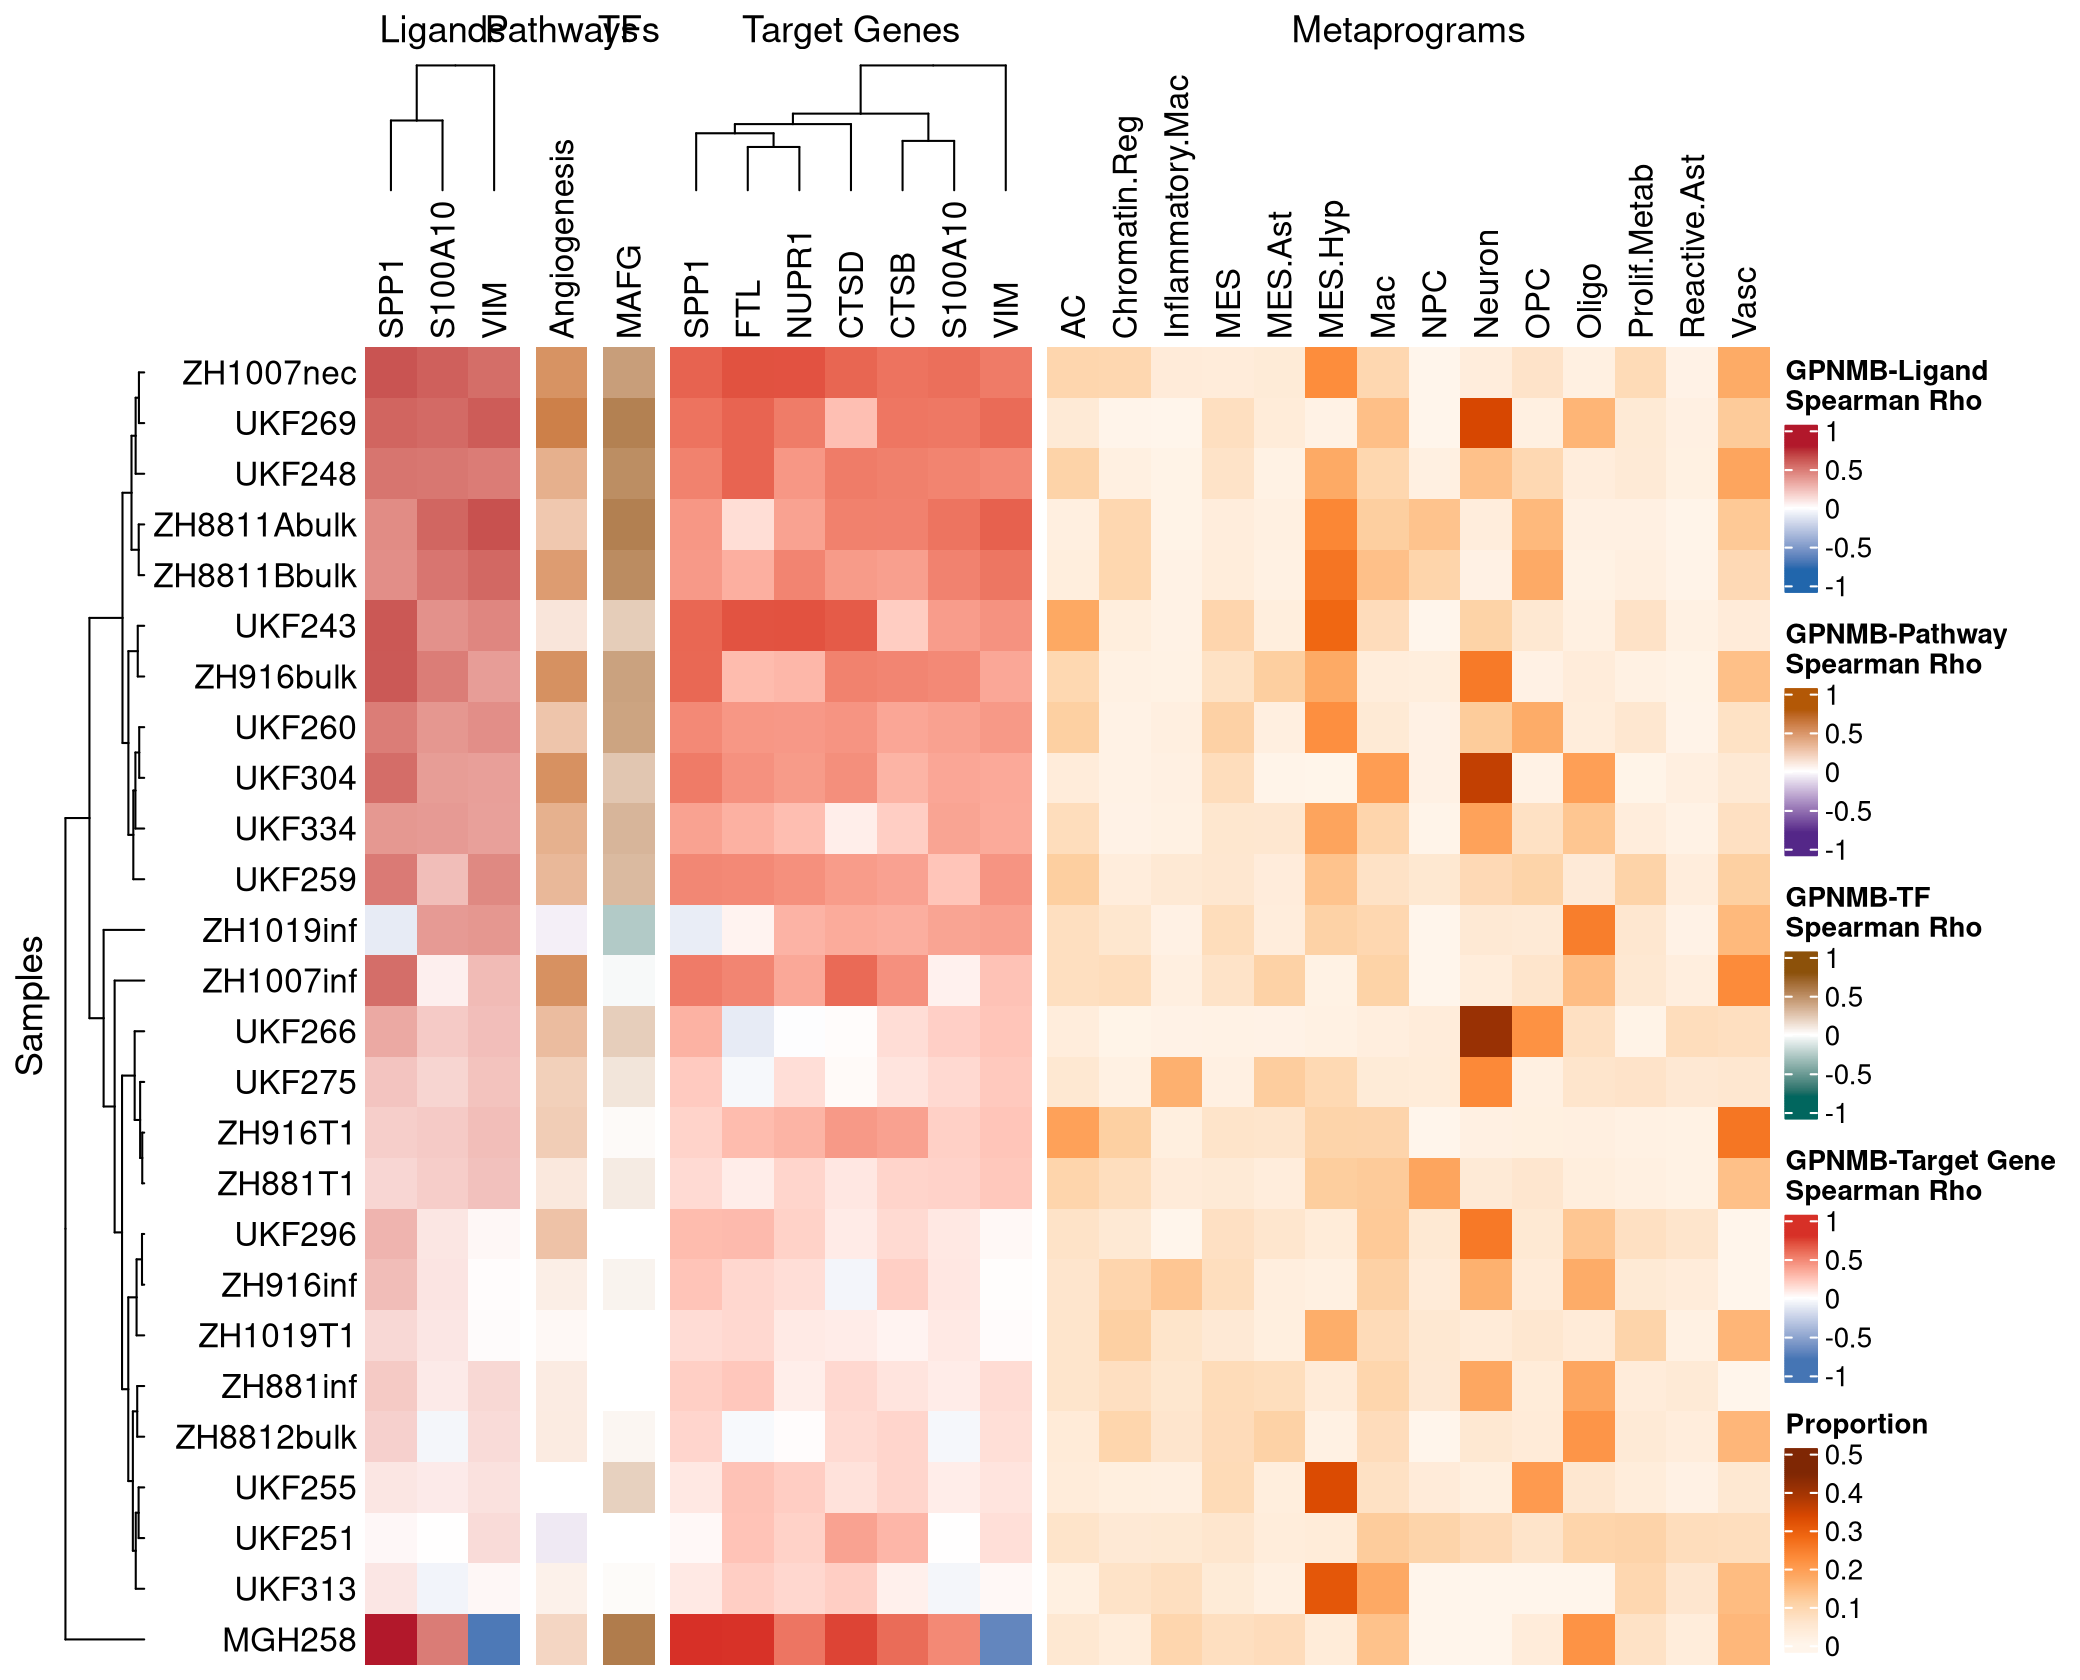 Ligands Pathways TFs Target Genes Metaprograms
SPP1 S100A10 VIM Angiogenesis MAFG SPP1 FTL NUPR1 CTSD CTSB S100A10 VIM AC Chromatin.Reg Inflammatory.Mac MES MES.Ast MES.Hyp Mac NPC Neuron OPC Oligo Prolif.Metab Reactive.Ast Vasc
Samples
ZH1007nec
UKF269
UKF248
ZH8811Abulk
ZH8811Bbulk
UKF243
ZH916bulk
UKF260
UKF304
UKF334
UKF259
ZH1019inf
ZH1007inf
UKF266
UKF275
ZH916T1
ZH881T1
UKF296
ZH916inf
ZH1019T1
ZH881inf
ZH8812bulk
UKF255
UKF251
UKF313
MGH258
GPNMB-Ligand
Spearman Rho
1
0.5
0
-0.5
-1
GPNMB-Pathway
Spearman Rho
1
0.5
0
-0.5
-1
GPNMB-TF
Spearman Rho
1
0.5
0
-0.5
-1
GPNMB-Target Gene
Spearman Rho
1
0.5
0
-0.5
-1
Proportion
0.5
0.4
0.3
0.2
0.1
0